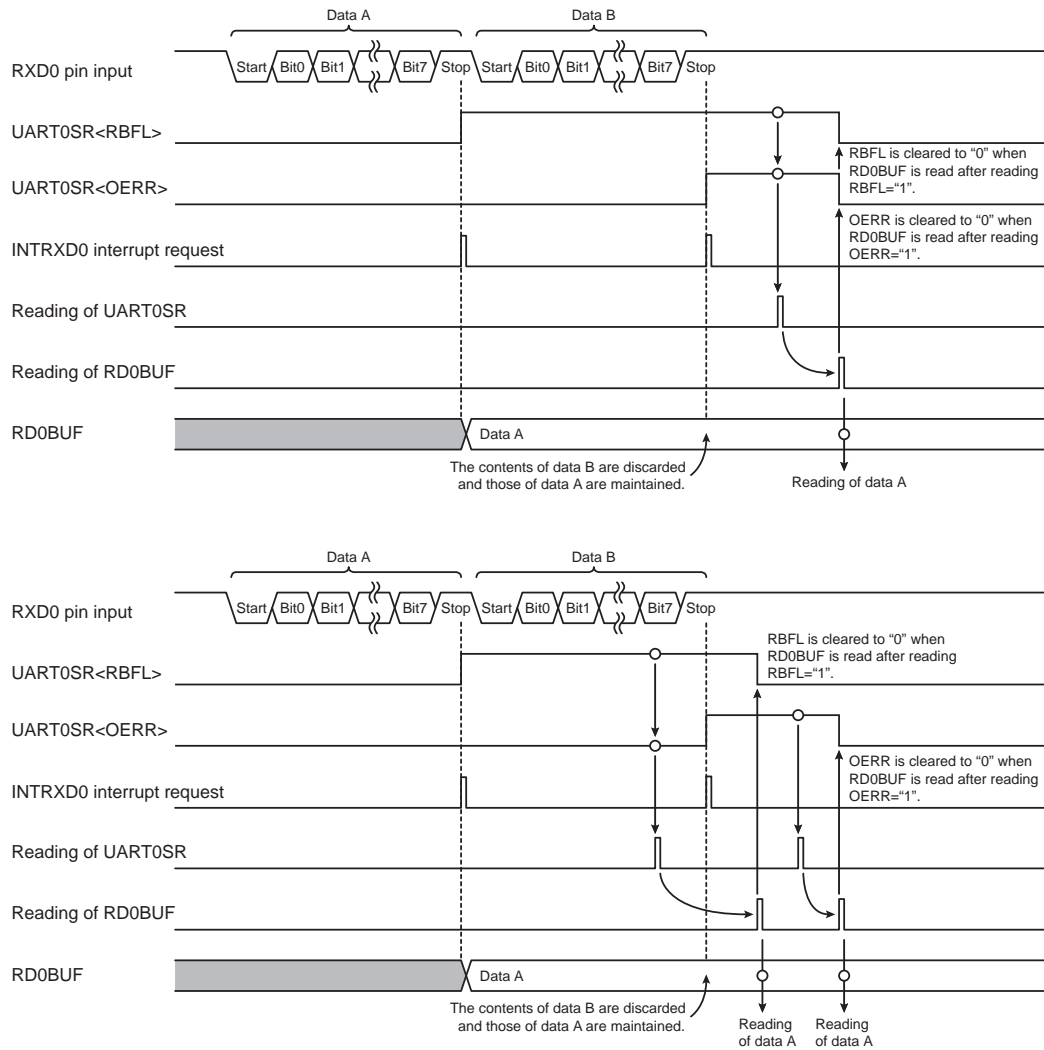 Data A
Data B
RXD0 pin input
Start Bit0 Bit1 Bit7 Stop Start Bit0 Bit1 Bit7 Stop
UART0SR<RBFL>
RBFL is cleared to “0” when
RD0BUF is read after reading
RBFL=“1”.
UART0SR<OERR>
OERR is cleared to “0” when
RD0BUF is read after reading
OERR=“1”.
INTRXD0 interrupt request
Reading of UART0SR
Reading of RD0BUF
RD0BUF
Data A
The contents of data B are discarded
and those of data A are maintained.
Reading of data A
Data A
Data B
RXD0 pin input
Start Bit0 Bit1 Bit7 Stop Start Bit0 Bit1 Bit7 Stop
RBFL is cleared to “0” when
RD0BUF is read after reading
RBFL=“1”.
UART0SR<RBFL>
UART0SR<OERR>
OERR is cleared to “0” when
RD0BUF is read after reading
OERR=“1”.
INTRXD0 interrupt request
Reading of UART0SR
Reading of RD0BUF
RD0BUF
Data A
The contents of data B are discarded
and those of data A are maintained.
Reading
of data A
Reading
of data A